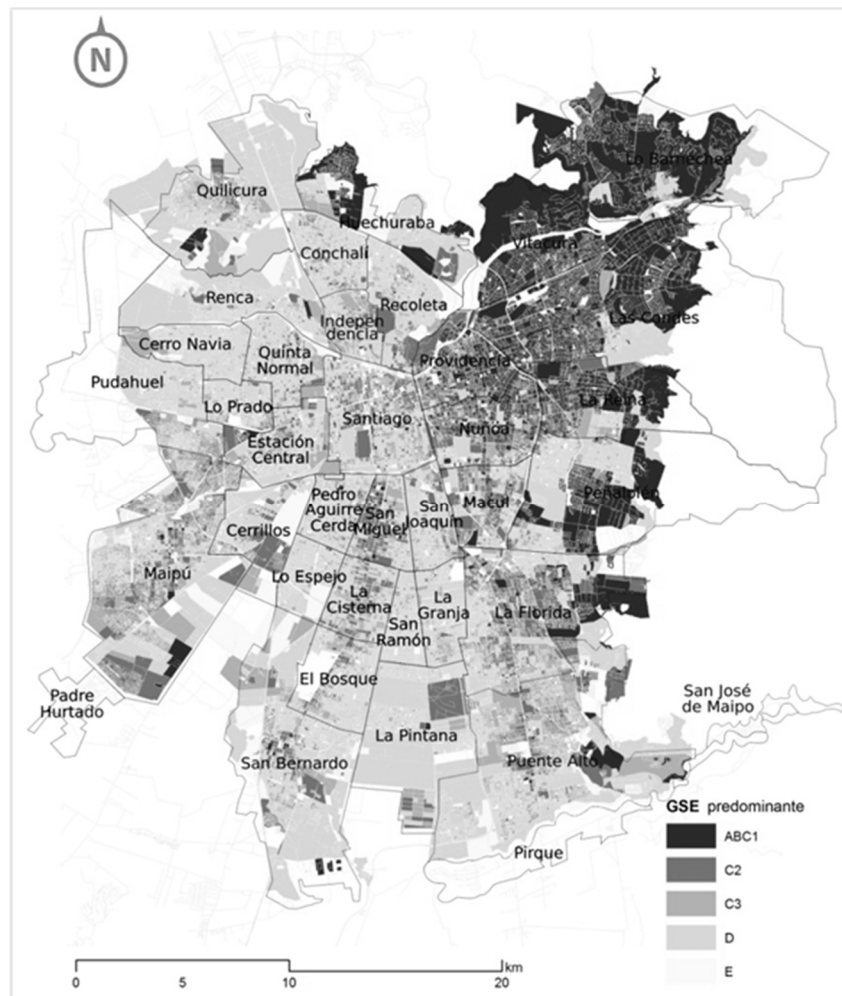 N
Lo Barnechea
Quilicura
Huechuraba
Vitacura
Conchalí
Renca
Recoleta
Indepen
dencia
Las Condes
Cerro Navia
Quinta
Normal
Providencia
Pudahuel
Lo Prado
La Reina
Santiago
Ñuñoa
Estación
Central
Peñalolén
Pedro
Aguirre
Cerda
San
Miguel
San
Joaquín
Macul
Cerrillos
Maipú
Lo Espejo
La
Cisterna
La
Granja
La Florida
San
Ramón
El Bosque
Padre
Hurtado
San José
de Maipo
La Pintana
San Bernardo
Puente Alto
Pirque
GSE predominante
ABC1
C2
C3
D
E
km
0
5
10
20